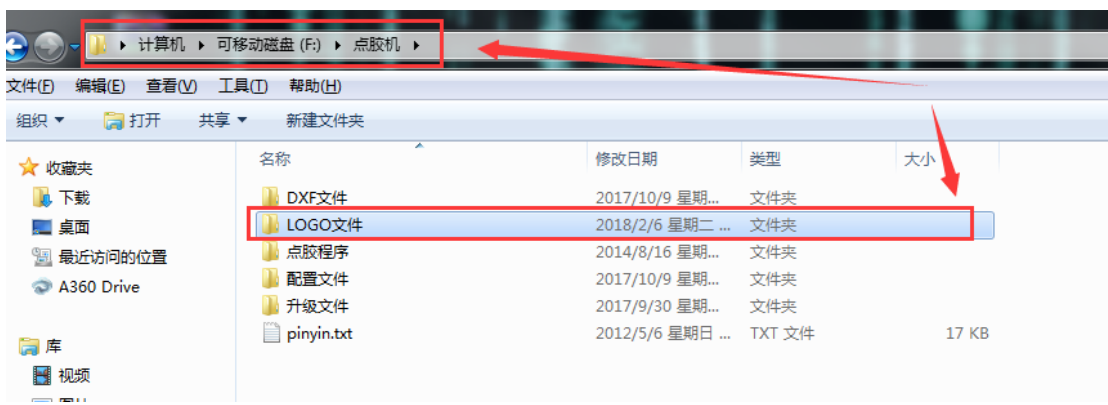 计算机 ▸ 可移动磁盘 (F:) ▸ 点胶机 ▸
文件(F) 编辑(E) 查看(V) 工具(T) 帮助(H)
组织 打开 共享 新建文件夹
名称 修改日期 类型 大小
收藏夹
下载
桌面
最近访问的位置
A360 Drive
库
视频
DXF文件 2017/10/9 星期... 文件夹
LOGO文件 2018/2/6 星期二 ... 文件夹
点胶程序 2014/8/16 星期... 文件夹
配置文件 2017/10/9 星期... 文件夹
升级文件 2017/9/30 星期... 文件夹
pinyin.txt 2012/5/6 星期日 ... TXT 文件 17 KB